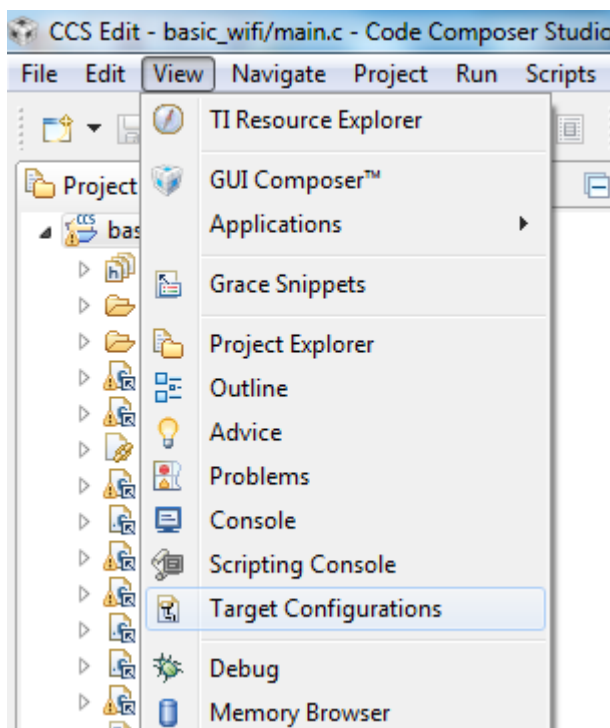 CCS Edit - basic_wifi/main.c - Code Composer Studio
File Edit View Navigate Project Run Scripts
TI Resource Explorer
Project
GUI Composer™
bas
Applications
Grace Snippets
Project Explorer
Outline
Advice
Problems
Console
Scripting Console
Target Configurations
Debug
Memory Browser